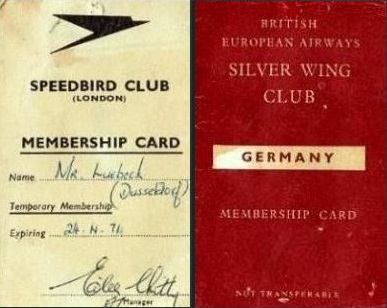 SPEEDBIRD CLUB
(LONDON)
MEMBERSHIP CARD
Name Mr. Luebeck
(Dusseldorf)
Temporary Membership
Expiring 24. 4. 71.
Manager
BRITISH
EUROPEAN AIRWAYS
SILVER WING
CLUB
GERMANY
MEMBERSHIP CARD
NOT TRANSFERABLE